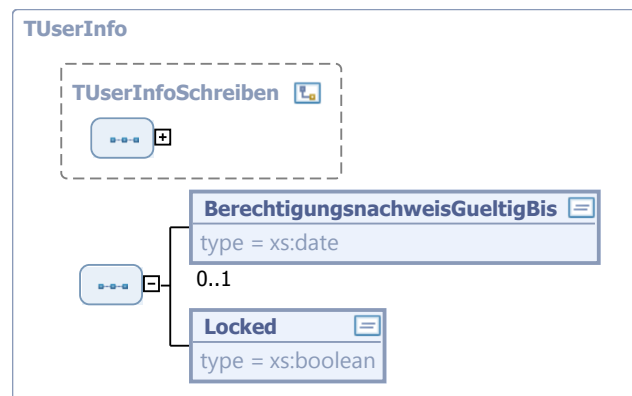 TUserInfo
TUserInfoSchreiben
BerechtigungsnachweisGueltigBis
type = xs:date
0..1
Locked
type = xs:boolean